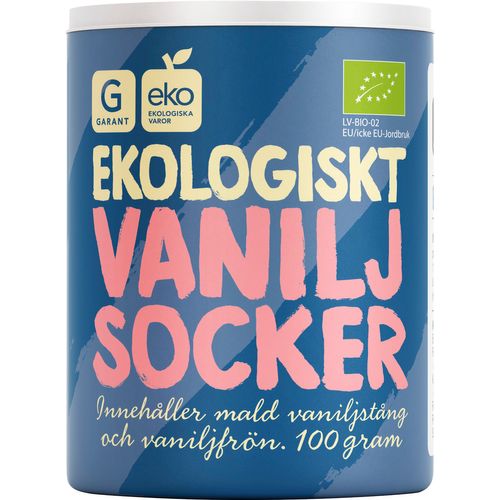 G
GARANT
eko
EKOLOGISKA
VAROR
LV-BIO-02
EU/icke EU-Jordbruk
EKOLOGISKT
VANILJ
SOCKER
Innehåller mald vaniljstång
och vaniljfrön. 100 gram